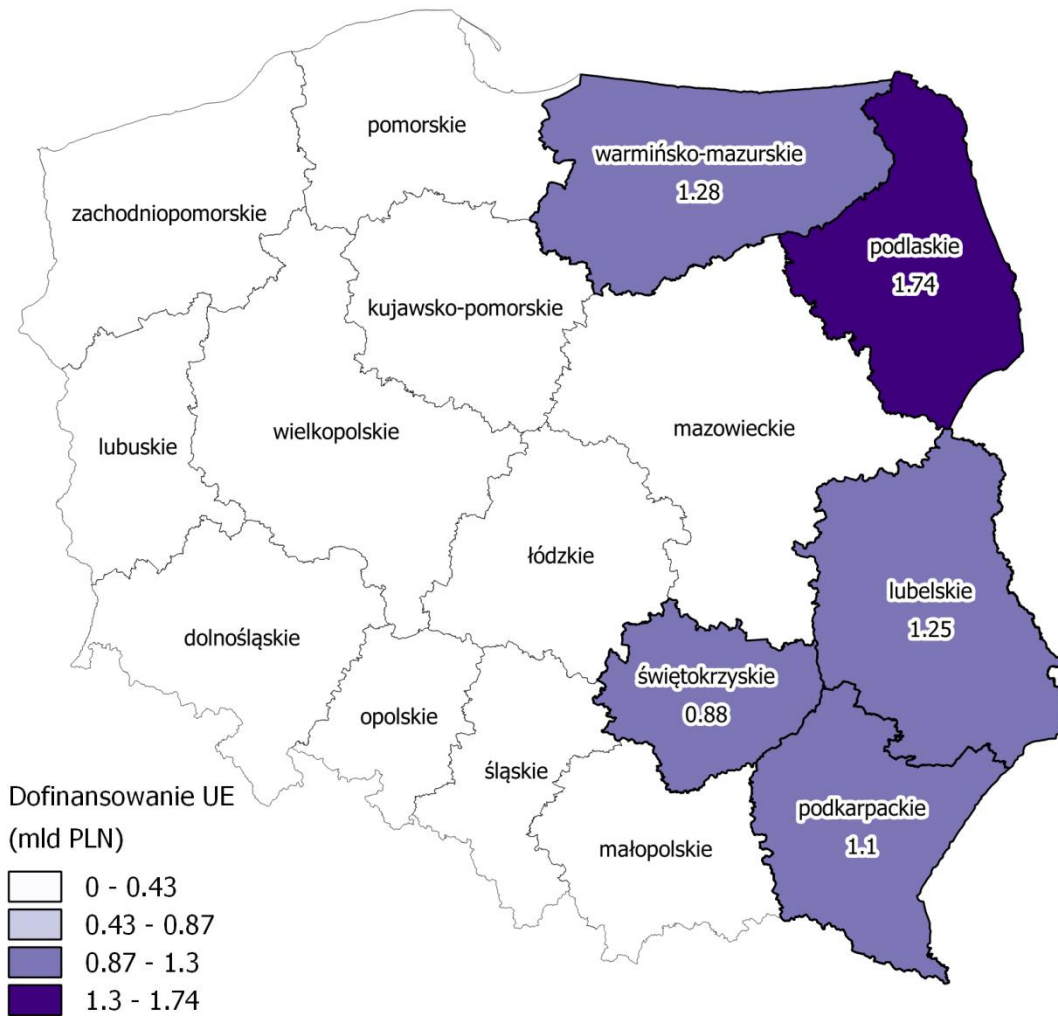 pomorskie
warmińsko-mazurskie
1.28
zachodniopomorskie
podlaskie
1.74
kujawsko-pomorskie
mazowieckie
wielkopolskie
lubuskie
łódzkie
lubelskie
1.25
dolnośląskie
świętokrzyskie
0.88
opolskie
śląskie
podkarpackie
1.1
małopolskie
Dofinansowanie UE
(mld PLN)
0 - 0.43
0.43 - 0.87
0.87 - 1.3
1.3 - 1.74